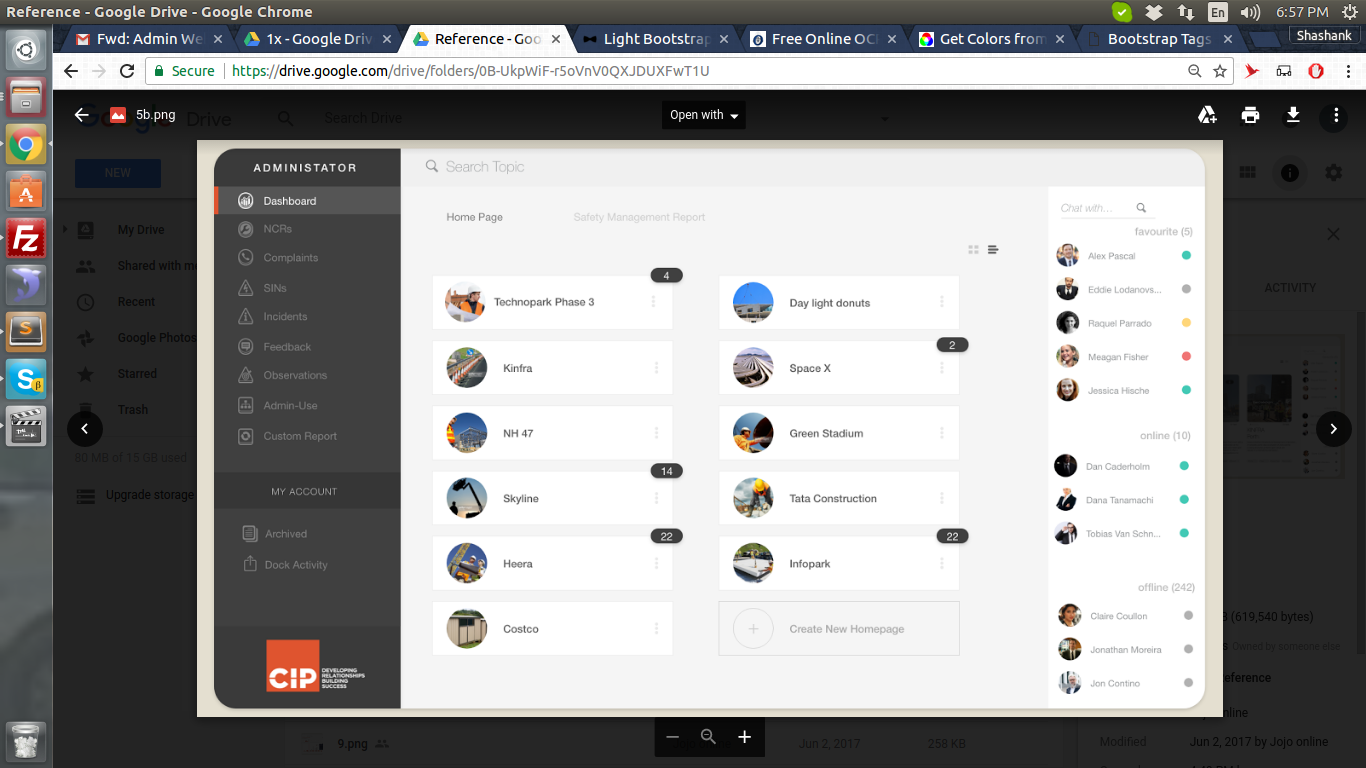 Reference - Google Drive - Google Chrome
En
6:57 PM
Fwd: Admin We
1x - Google Driv
Reference - Goo
Light Bootstrap
Free Online OC
Get Colors from
Bootstrap Tags
Shashank
Secure
https://drive.google.com/drive/folders/0B-UkpWiF-r5oVnV0QXJDUXFwT1U
5b.png
Google Drive
Search Drive
Open with
NEW
My Drive
Shared with me
Recent
Google Photos
Starred
Trash
80 MB of 15 GB used
Upgrade storage
ADMINISTATOR
Dashboard
NCRs
Complaints
SINs
Incidents
Feedback
Observations
Admin-Use
Custom Report
MY ACCOUNT
Archived
Dock Activity
CIP
DEVELOPING
RELATIONSHIPS
BUILDING
SUCCESS
Search Topic
Home Page
Safety Management Report
4
Technopark Phase 3
Day light donuts
Kinfra
2
Space X
NH 47
Green Stadium
14
Skyline
Tata Construction
22
Heera
22
Infopark
Costco
+
Create New Homepage
Chat with...
favourite (5)
Alex Pascal
Eddie Lodanovs...
Raquel Parrado
Meagan Fisher
Jessica Hische
online (10)
Dan Caderholm
Dana Tanamachi
Tobias Van Schn...
offline (242)
Claire Coullon
Jonathan Moreira
Jon Contino
ACTIVITY
(619,540 bytes)
Owned by someone else
eference
online
Modified
Jun 2, 2017 by Jojo online
9.png
Jun 2, 2017
258 KB